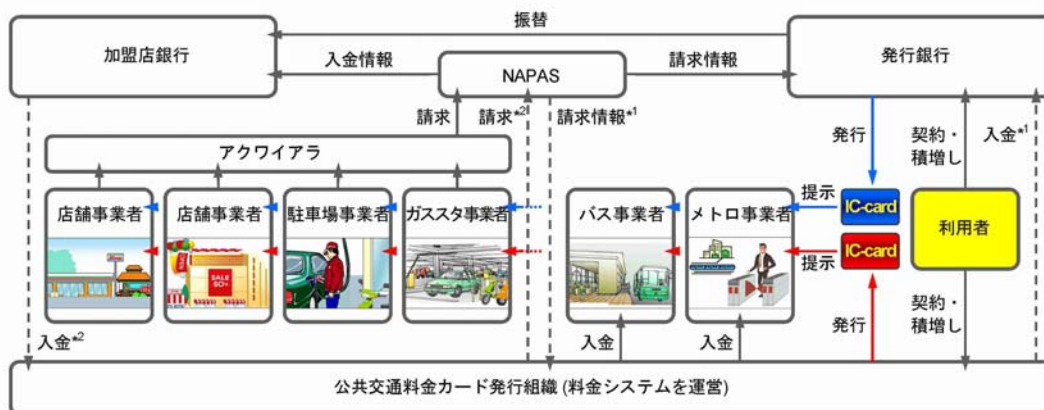 振替
加盟店銀行
発行銀行
入金情報
NAPAS
請求情報
請求
請求*2
請求情報*1
発行
契約・
積増し
入金*1
アクワイアラ
店舗事業者
店舗事業者
駐車場事業者
ガススタ事業者
バス事業者
メトロ事業者
提示
IC-card
利用者
IC-card
提示
SALE
50%
入金*2
入金
入金
発行
契約・
積増し
公共交通料金カード発行組織 (料金システムを運営)